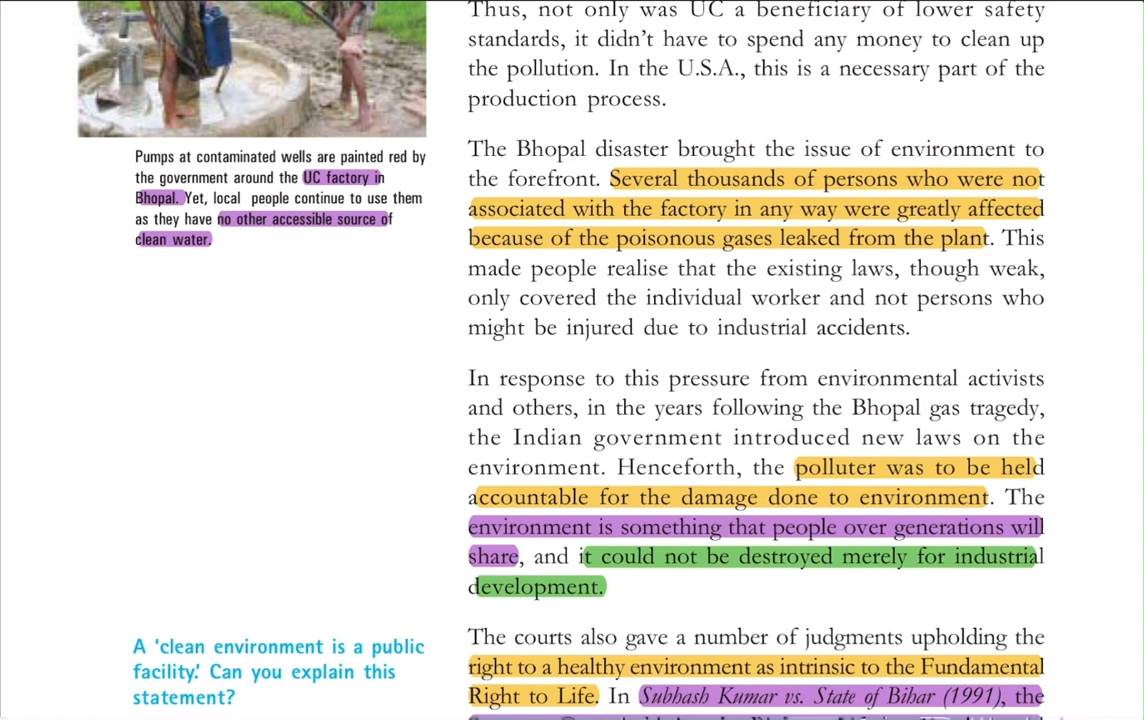 Thus, not only was UC a beneficiary of lower safety
standards, it didn’t have to spend any money to clean up
the pollution. In the U.S.A., this is a necessary part of the
production process.
Pumps at contaminated wells are painted red by
the government around the UC factory in
Bhopal. Yet, local people continue to use them
as they have no other accessible source of
clean water.
The Bhopal disaster brought the issue of environment to
the forefront. Several thousands of persons who were not
associated with the factory in any way were greatly affected
because of the poisonous gases leaked from the plant. This
made people realise that the existing laws, though weak,
only covered the individual worker and not persons who
might be injured due to industrial accidents.
In response to this pressure from environmental activists
and others, in the years following the Bhopal gas tragedy,
the Indian government introduced new laws on the
environment. Henceforth, the polluter was to be held
accountable for the damage done to environment. The
environment is something that people over generations will
share, and it could not be destroyed merely for industrial
development.
A ‘clean environment is a public
facility.’ Can you explain this
statement?
The courts also gave a number of judgments upholding the
right to a healthy environment as intrinsic to the Fundamental
Right to Life. In Subhash Kumar vs. State of Bihar (1991), the